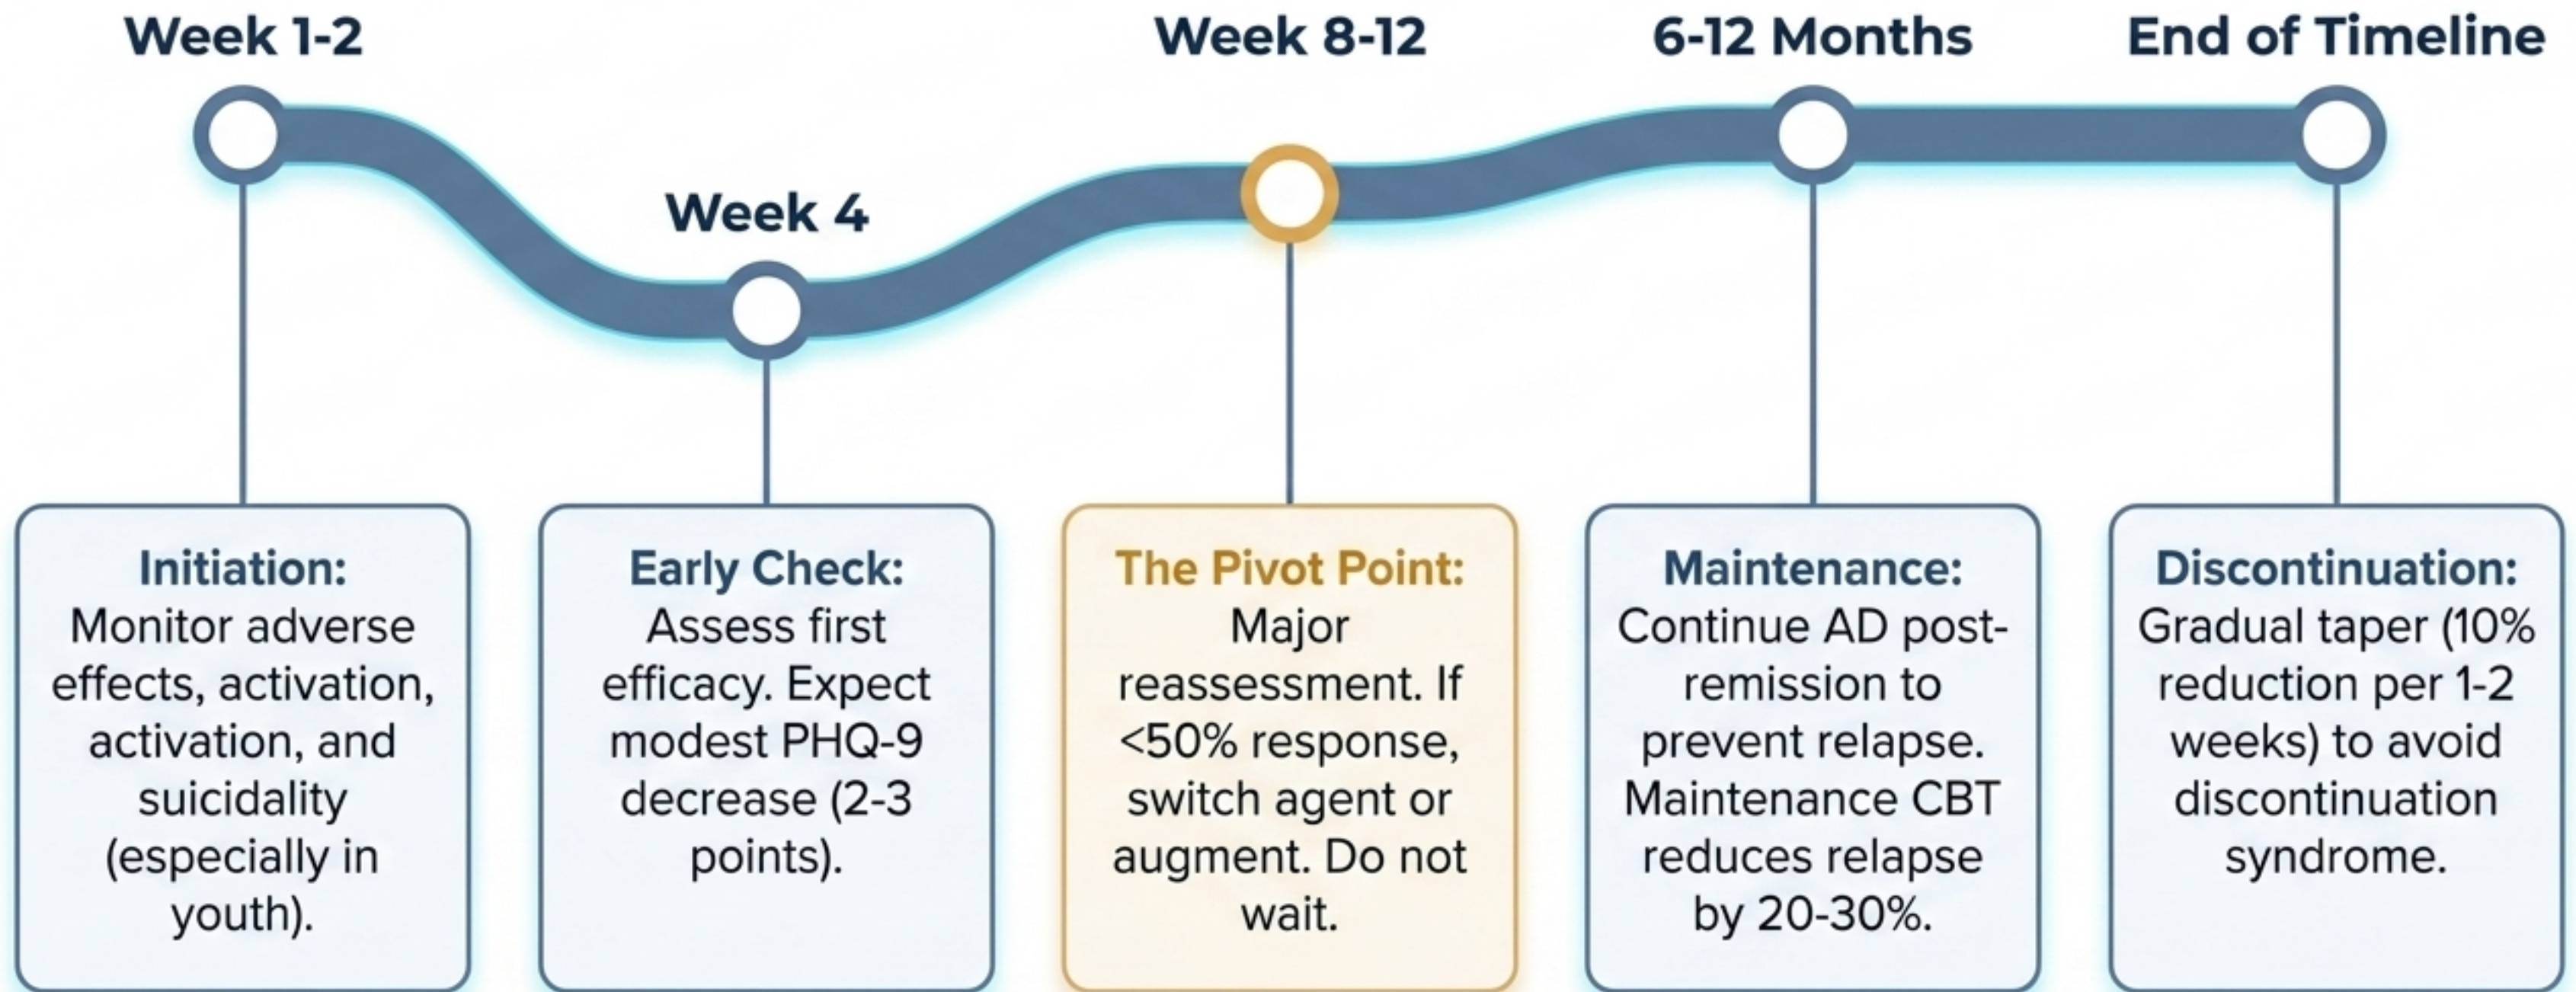 Week 1-2
Initiation:
Monitor adverse
effects, activation,
activation, and
suicidality
(especially in
youth).
Week 4
Early Check:
Assess first
efficacy. Expect
modest PHQ-9
decrease (2-3
points).
Week 8-12
The Pivot Point:
Major
reassessment. If
<50% response,
switch agent or
augment. Do not
wait.
6-12 Months
Maintenance:
Continue AD post-
remission to
prevent relapse.
Maintenance CBT
reduces relapse
by 20-30%.
End of Timeline
Discontinuation:
Gradual taper (10%
reduction per 1-2
weeks) to avoid
discontinuation
syndrome.